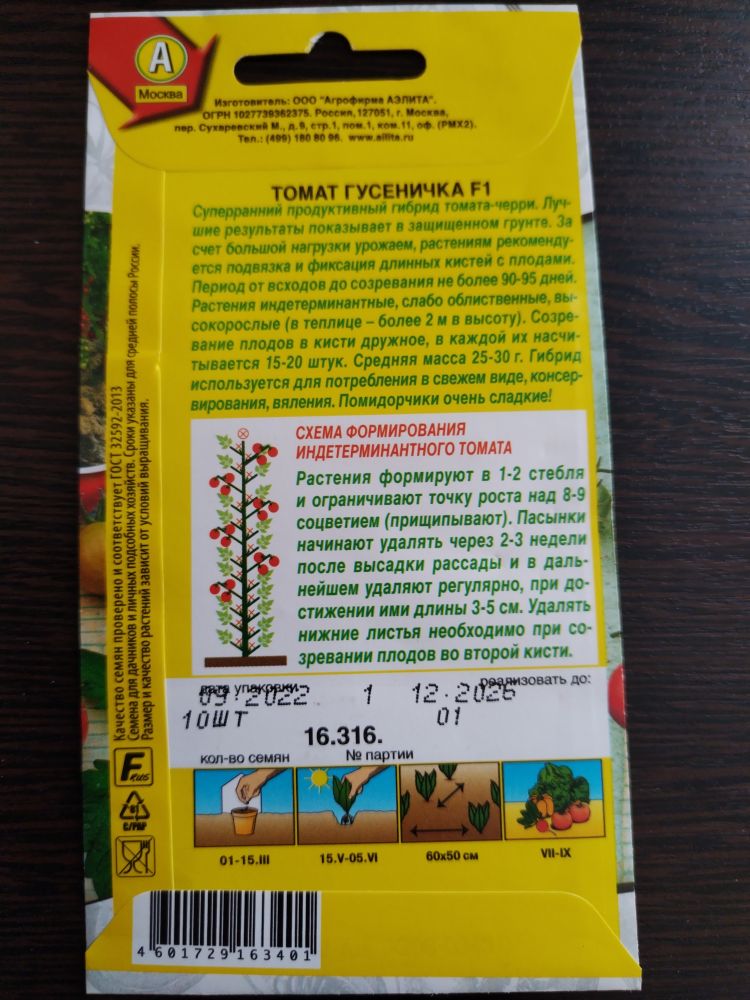 А
Москва
Изготовитель: ООО "Агрофирма АЭЛИТА".
ОГРН 1027739362375. Россия,127051, г. Москва,
пер. Сухаревский М., д.9, стр.1, пом.1, ком.11, оф. (РМХ2).
Тел.: (499) 180 80 96. www.ailita.ru
ТОМАТ ГУСЕНИЧКА F1
Суперранний продуктивный гибрид томата-черри. Луч-
шие результаты показывает в защищенном грунте. За
счет большой нагрузки урожаем, растениям рекоменду-
ется подвязка и фиксация длинных кистей с плодами.
Период от всходов до созревания не более 90-95 дней.
Растения индетерминантные, слабо облиственные, вы-
сокорослые (в теплице – более 2 м в высоту). Созре-
вание плодов в кисти дружное, в каждой их насчи-
тывается 15-20 штук. Средняя масса 25-30 г. Гибрид
используется для потребления в свежем виде, консер-
вирования, вяления. Помидорчики очень сладкие!
СХЕМА ФОРМИРОВАНИЯ
ИНДЕТЕРМИНАНТНОГО ТОМАТА
Растения формируют в 1-2 стебля
и ограничивают точку роста над 8-9
соцветием (прищипывают). Пасынки
начинают удалять через 2-3 недели
после высадки рассады и в даль-
нейшем удаляют регулярно, при до-
стижении ими длины 3-5 см. Удалять
нижние листья необходимо при со-
зревании плодов во второй кисти.
Качество семян проверено и соответствует ГОСТ 32592-2013
Семена для дачников и личных подсобных хозяйств. Сроки указаны для средней полосы России.
Размер и качество растений зависит от условий выращивания.
дата упаковки реализовать до:
09.2022 1 12.2026
10ШТ 01
16.316.
кол-во семян № партии
81
C/PAP
01-15.III 15.V-05.VI 60х50 см VII-IX
4 601729 163401